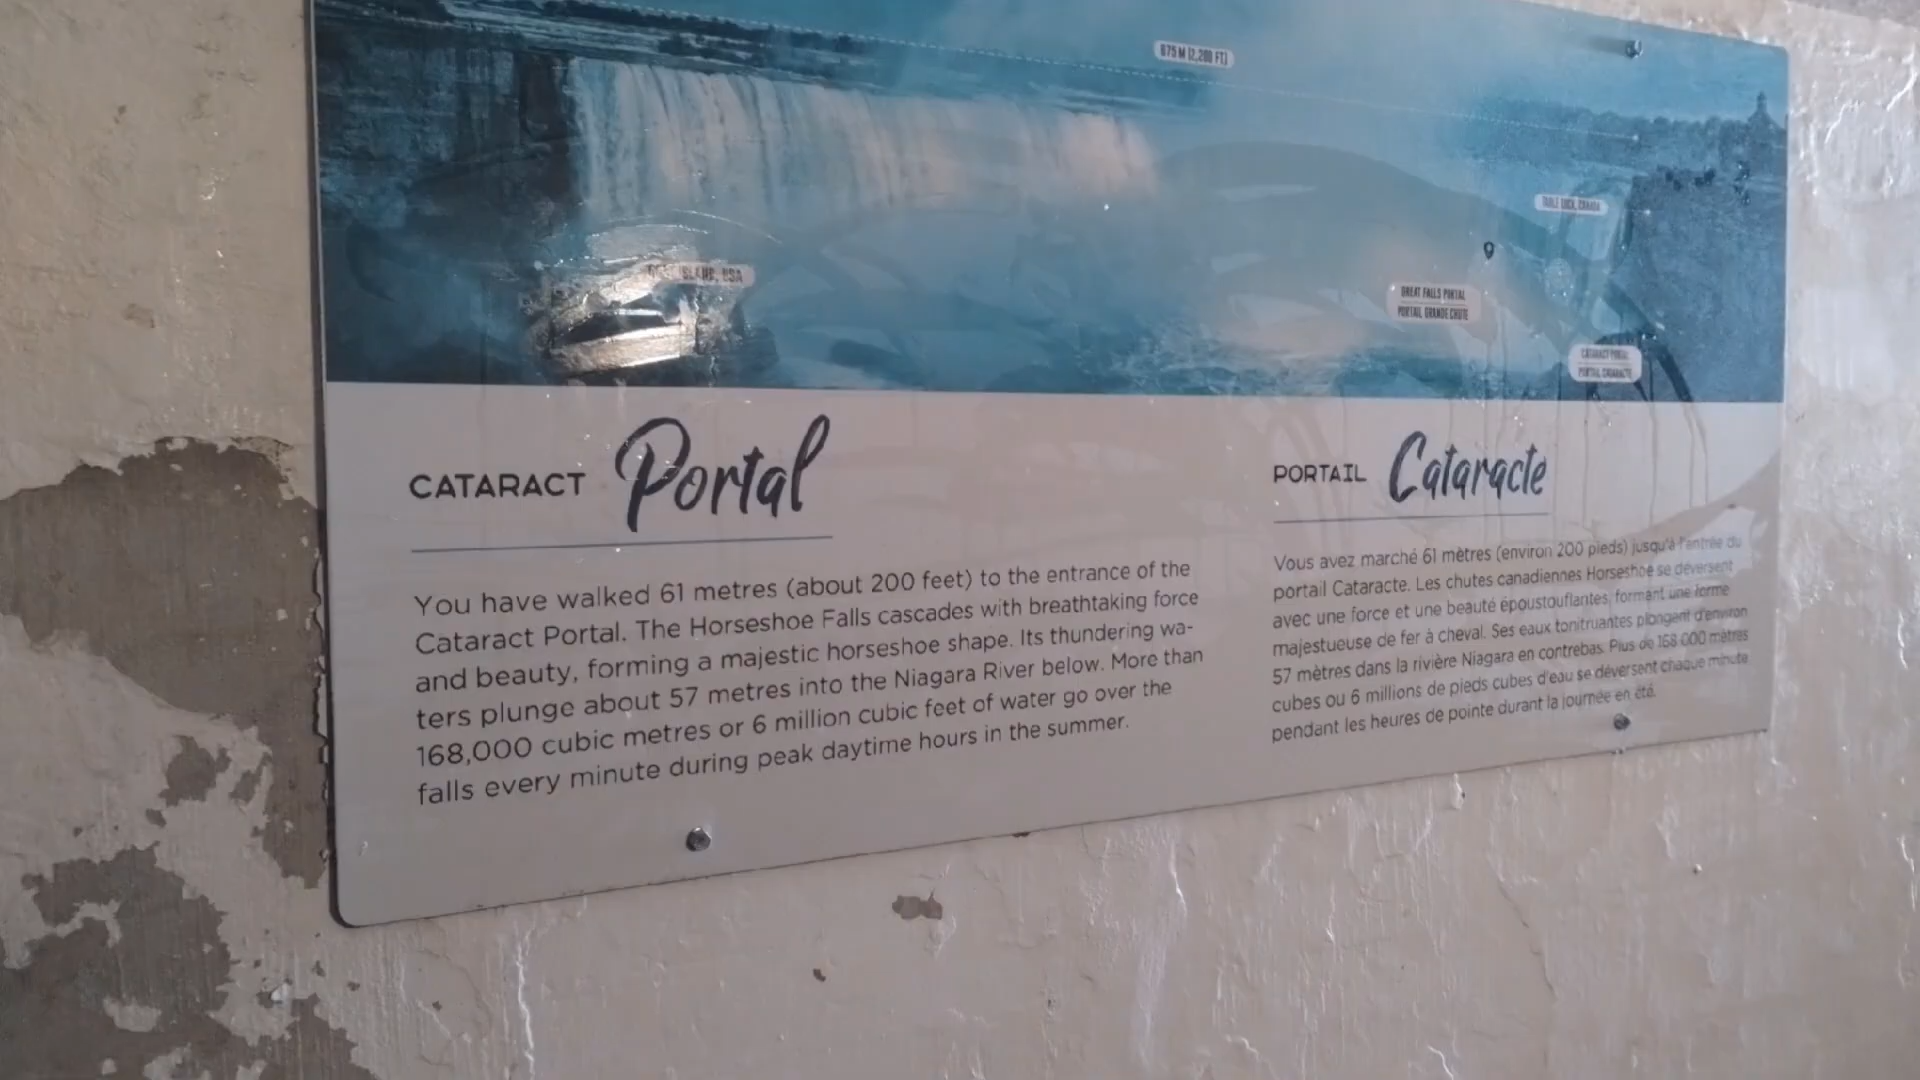 675 M (2,200 FT)
TABLE ROCK, CANADA
ISLAND, USA
GREAT FALLS PORTAL
PORTAIL GRANDE CHUTE
CATARACT PORTAL
PORTAIL CATARACTE
CATARACT Portal
You have walked 61 metres (about 200 feet) to the entrance of the
Cataract Portal. The Horseshoe Falls cascades with breathtaking force
and beauty, forming a majestic horseshoe shape. Its thundering wa-
ters plunge about 57 metres into the Niagara River below. More than
168,000 cubic metres or 6 million cubic feet of water go over the
falls every minute during peak daytime hours in the summer.
PORTAIL Cataracte
Vous avez marché 61 mètres (environ 200 pieds) jusqu'à l'entrée du
portail Cataracte. Les chutes canadiennes Horseshoe se déversent
avec une force et une beauté époustouflantes, formant une forme
majestueuse de fer à cheval. Ses eaux tonitruantes plongent d'environ
57 mètres dans la rivière Niagara en contrebas. Plus de 168 000 mètres
cubes ou 6 millions de pieds cubes d'eau se déversent chaque minute
pendant les heures de pointe durant la journée en été.